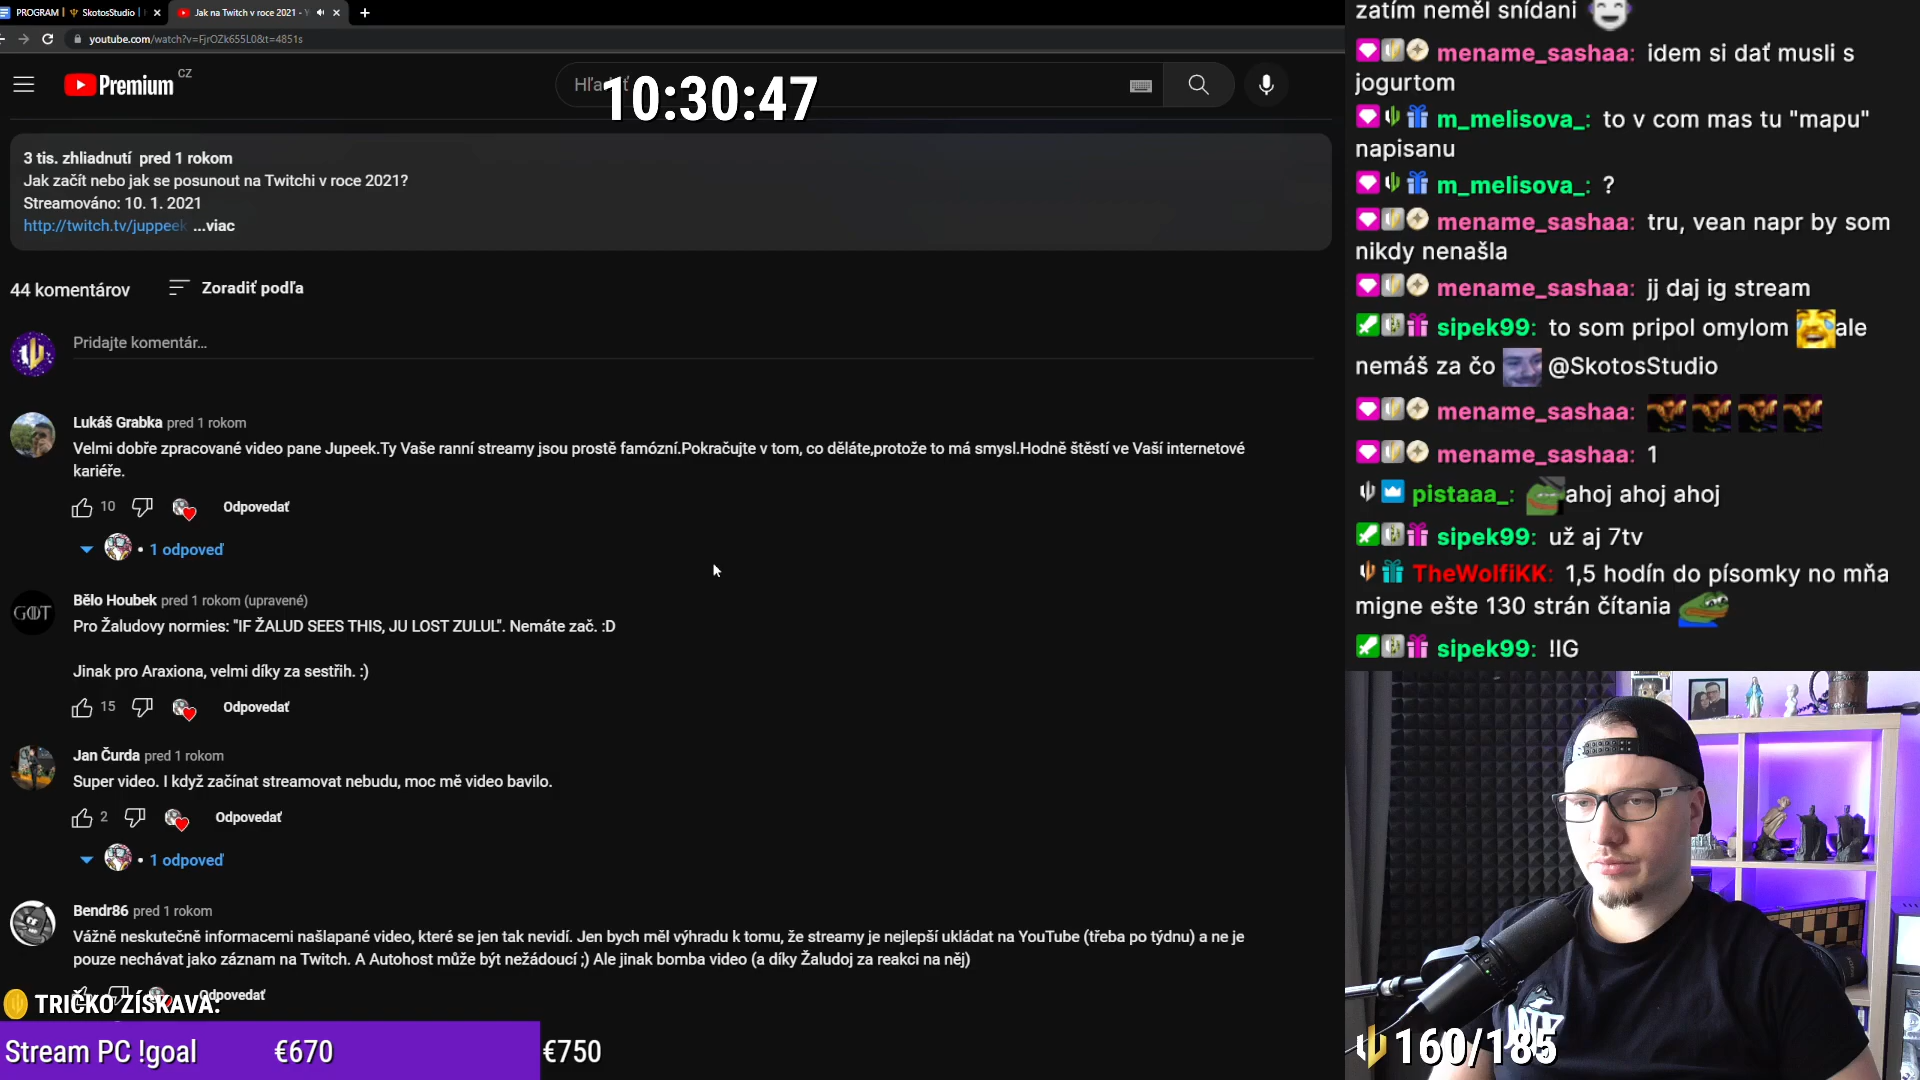 PROGRAM |
SkotosStudio |
Jak na Twitch v roce 2021 -
youtube.com/watch?v=FjrOZk655L0&t=4851s
Premium CZ
10:30:47
3 tis. zhliadnutí pred 1 rokom
Jak začít nebo jak se posunout na Twitchi v roce 2021?
Streamováno: 10. 1. 2021
http://twitch.tv/juppeek ...viac
44 komentárov
Zoradiť podľa
Pridajte komentár...
Lukáš Grabka pred 1 rokom
Velmi dobře zpracované video pane Jupeek.Ty Vaše ranní streamy jsou prostě famózní.Pokračujte v tom, co děláte,protože to má smysl.Hodně štěstí ve Vaší internetové
kariéře.
10 Odpovedať
• 1 odpoveď
GOT
Bělo Houbek pred 1 rokom (upravené)
Pro Žaludovy normies: "IF ŽALUD SEES THIS, JU LOST ZULUL". Nemáte zač. :D
Jinak pro Araxiona, velmi díky za sestřih. :)
15 Odpovedať
Jan Čurda pred 1 rokom
Super video. I když začínat streamovat nebudu, moc mě video bavilo.
2 Odpovedať
• 1 odpoveď
Bendr86 pred 1 rokom
Vážně neskutečně informacemi našlapané video, které se jen tak nevidí. Jen bych měl výhradu k tomu, že streamy je nejlepší ukládat na YouTube (třeba po týdnu) a ne je
pouze nechávat jako záznam na Twitch. A Autohost může být nežádoucí ;) Ale jinak bomba video (a díky Žaludoj za reakci na něj)
Odpovedať
TRIČKO ZÍSKAVA:
Stream PC !goal €670 €750
zatím neměl snídani
mename_sashaa: idem si dať musli s
jogurtom
m_melisova_: to v com mas tu "mapu"
napisanu
m_melisova_: ?
mename_sashaa: tru, vean napr by som
nikdy nenašla
mename_sashaa: jj daj ig stream
sipek99: to som pripol omylom ale
nemáš za čo @SkotosStudio
mename_sashaa:
mename_sashaa: 1
pistaaa_: ahoj ahoj ahoj
sipek99: už aj 7tv
TheWolfiKK: 1,5 hodín do písomky no mňa
migne ešte 130 strán čítania
sipek99: !IG
160/185